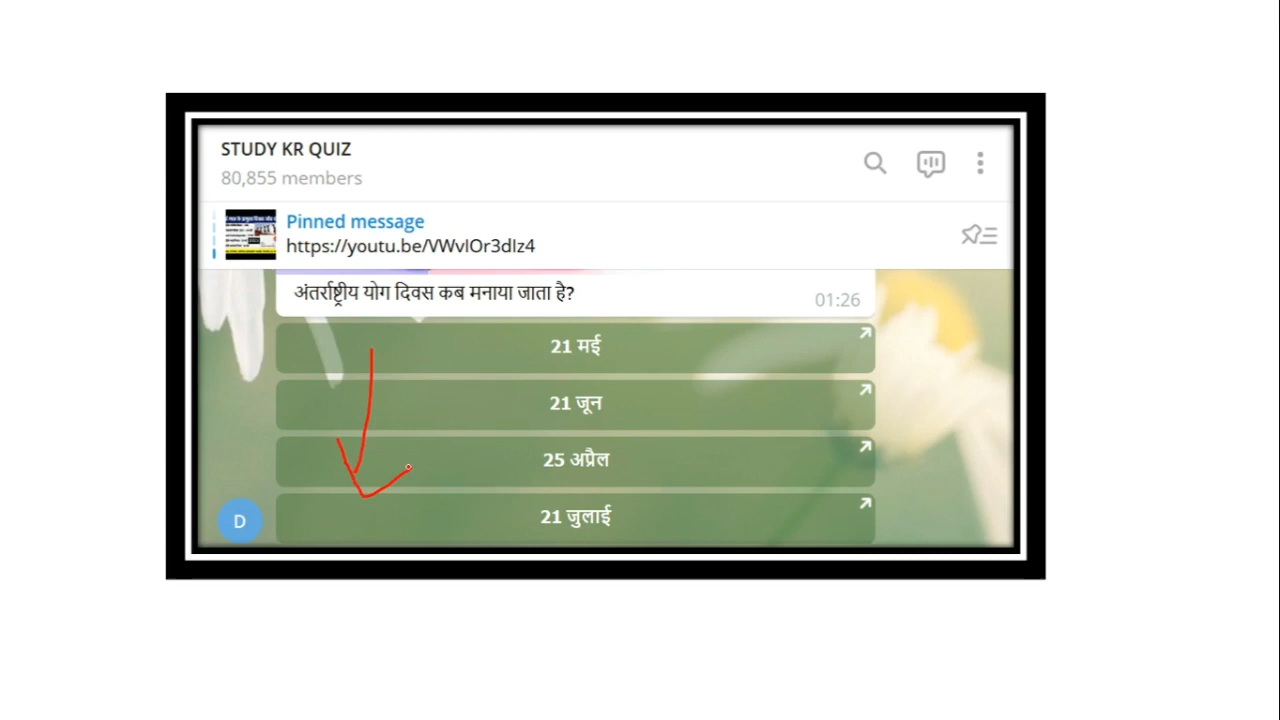 STUDY KR QUIZ
80,855 members
Pinned message
https://youtu.be/VWvIOr3dIz4
अंतर्राष्ट्रीय योग दिवस कब मनाया जाता है?
01:26
21 मई
21 जून
25 अप्रैल
21 जुलाई
D